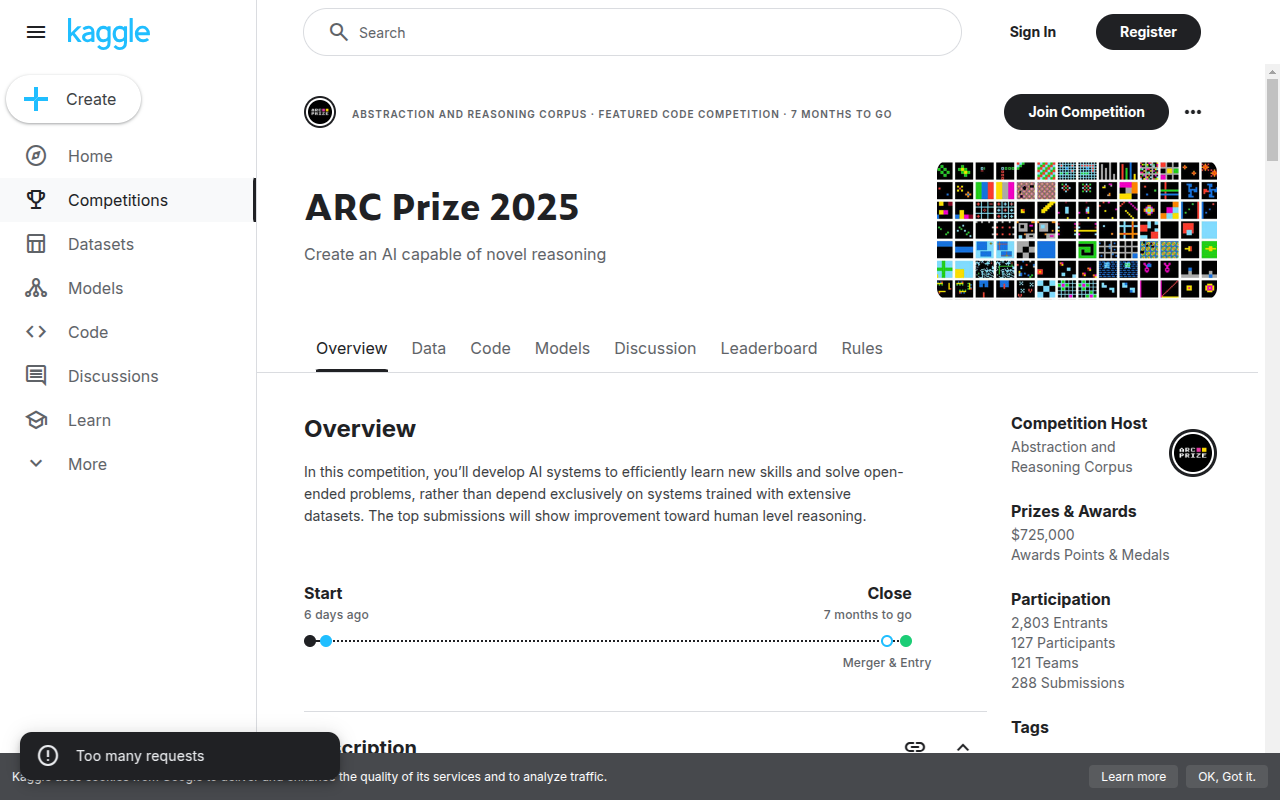 kaggle
Search
Sign In
Register
Create
Home
Competitions
Datasets
Models
Code
Discussions
Learn
More
ABSTRACTION AND REASONING CORPUS · FEATURED CODE COMPETITION · 7 MONTHS TO GO
Join Competition
ARC Prize 2025
Create an AI capable of novel reasoning
Overview
Data
Code
Models
Discussion
Leaderboard
Rules
Overview
In this competition, you’ll develop AI systems to efficiently learn new skills and solve open-
ended problems, rather than depend exclusively on systems trained with extensive
datasets. The top submissions will show improvement toward human level reasoning.
Start
6 days ago
Close
7 months to go
Merger & Entry
cription
Competition Host
Abstraction and
Reasoning Corpus
ARC
PRIZE
Prizes & Awards
$725,000
Awards Points & Medals
Participation
2,803 Entrants
127 Participants
121 Teams
288 Submissions
Tags
Too many requests
the quality of its services and to analyze traffic.
Learn more
OK, Got it.